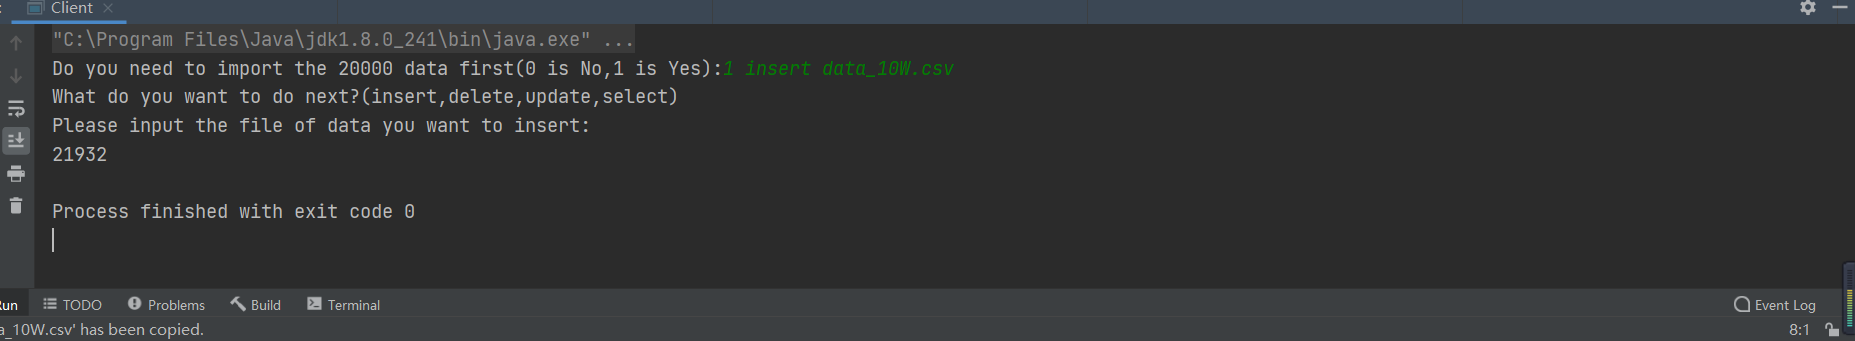 Client
"C:\Program Files\Java\jdk1.8.0_241\bin\java.exe" ...
Do you need to import the 20000 data first(0 is No,1 is Yes):1 insert data_10W.csv
What do you want to do next?(insert,delete,update,select)
Please input the file of data you want to insert:
21932
Process finished with exit code 0
un TODO Problems Build Terminal Event Log
a_10W.csv' has been copied. 8:1